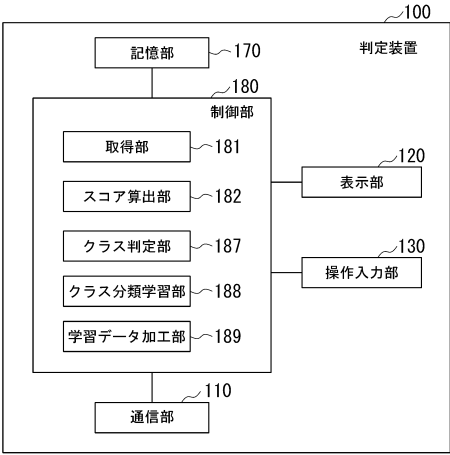 100
判定装置
記憶部
170
180
制御部
取得部
181
スコア算出部
182
クラス判定部
187
クラス分類学習部
188
学習データ加工部
189
120
表示部
130
操作入力部
110
通信部